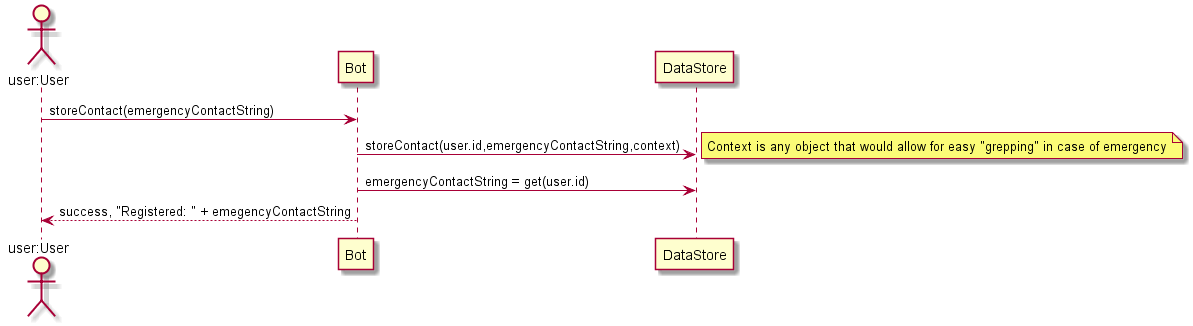 user:User
Bot
DataStore
storeContact(emergencyContactString)
storeContact(user.id,emergencyContactString,context)
Context is any object that would allow for easy "grepping" in case of emergency
emergencyContactString = get(user.id)
success, "Registered: " + emegencyContactString
user:User
Bot
DataStore